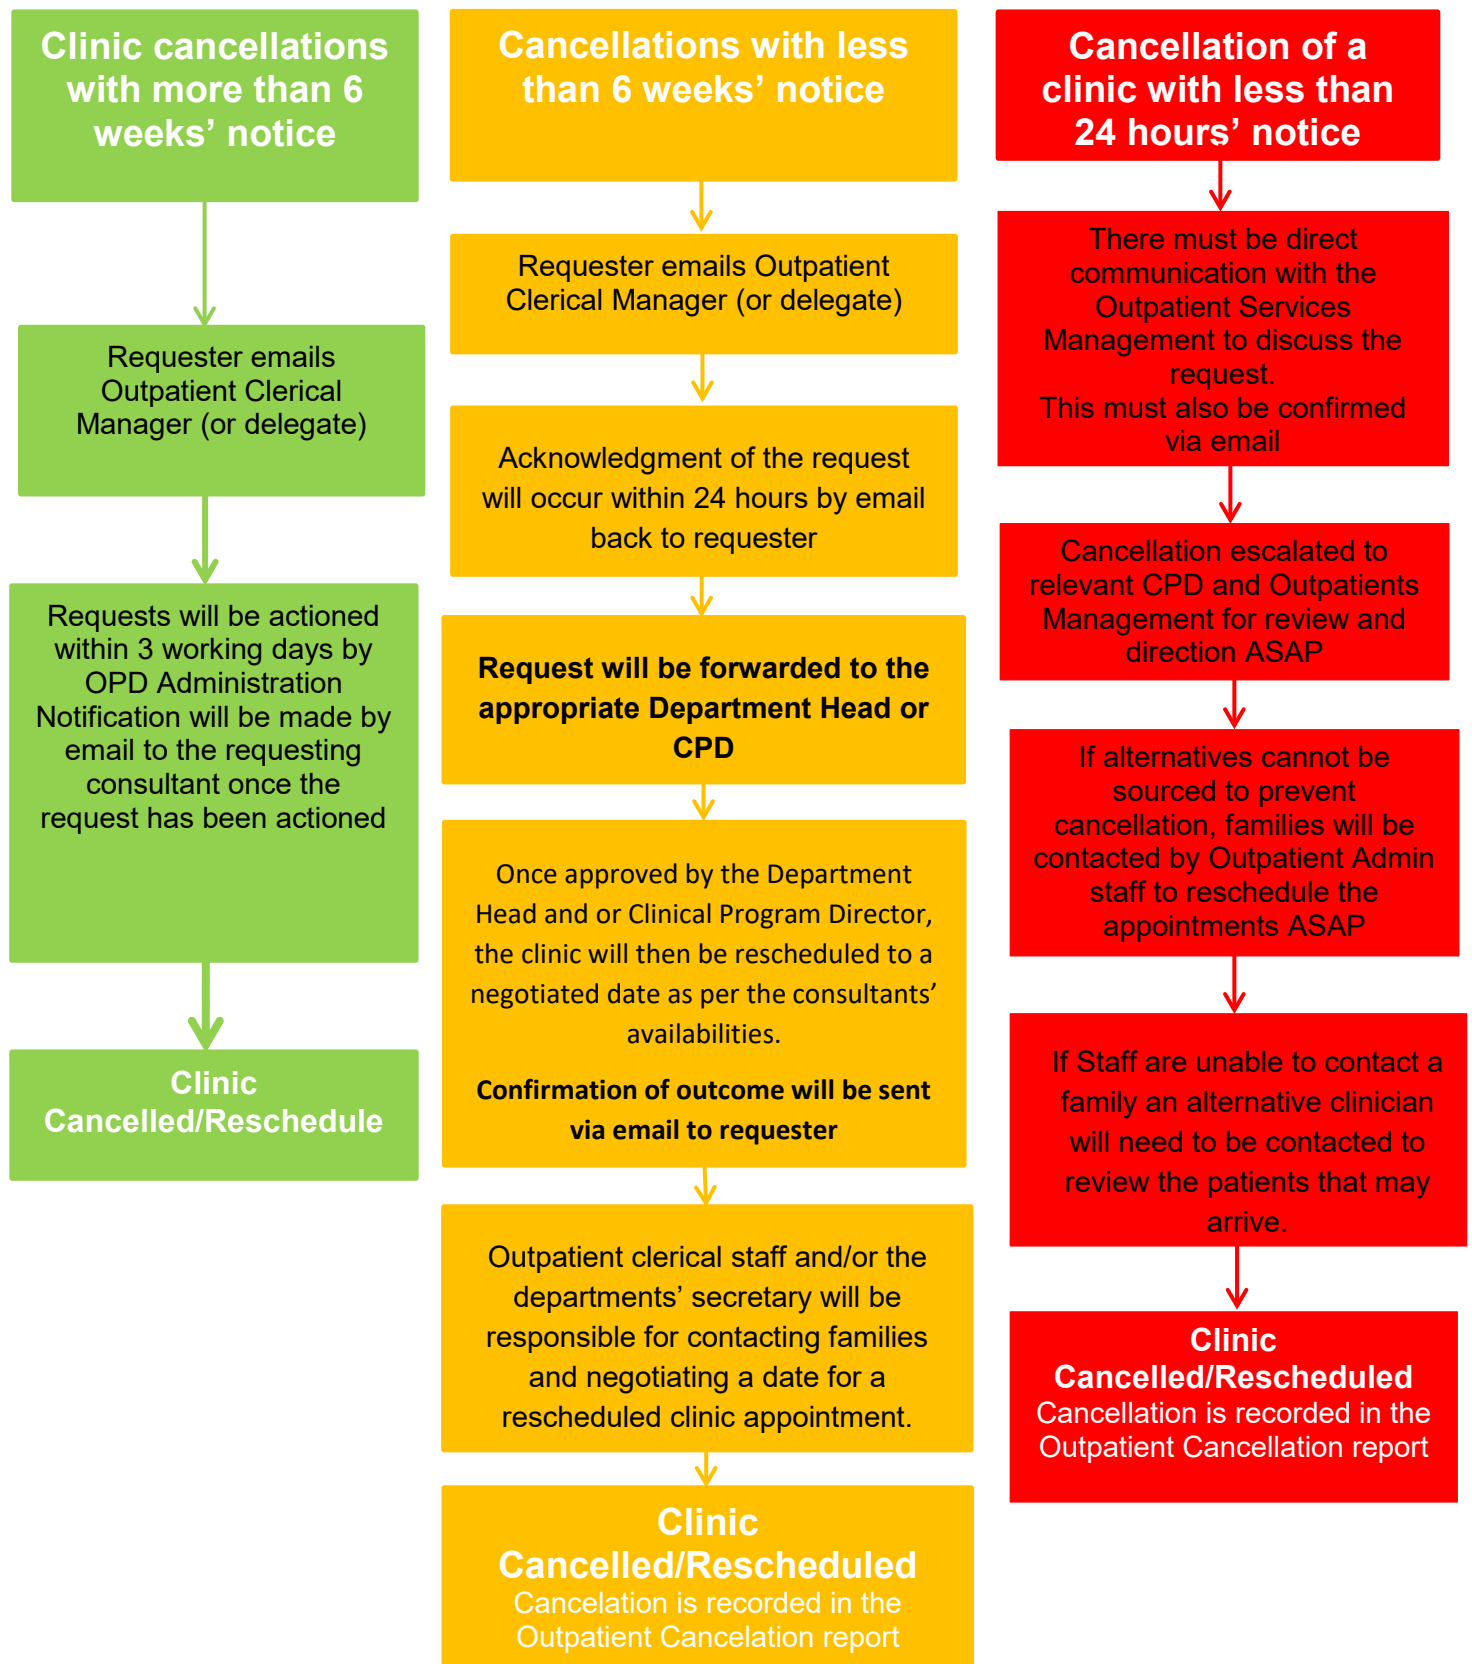 Clinic cancellations
with more than 6
weeks’ notice
Requester emails
Outpatient Clerical
Manager (or delegate)
Requests will be actioned
within 3 working days by
OPD Administration
Notification will be made by
email to the requesting
consultant once the
request has been actioned
Clinic
Cancelled/Reschedule
Cancellations with less
than 6 weeks’ notice
Requester emails Outpatient
Clerical Manager (or delegate)
Acknowledgment of the request
will occur within 24 hours by email
back to requester
Request will be forwarded to the
appropriate Department Head or
CPD
Once approved by the Department
Head and or Clinical Program Director,
the clinic will then be rescheduled to a
negotiated date as per the consultants’
availabilities.
Confirmation of outcome will be sent
via email to requester
Outpatient clerical staff and/or the
departments’ secretary will be
responsible for contacting families
and negotiating a date for a
rescheduled clinic appointment.
Clinic
Cancelled/Rescheduled
Cancelation is recorded in the
Outpatient Cancelation report
Cancellation of a
clinic with less than
24 hours’ notice
There must be direct
communication with the
Outpatient Services
Management to discuss the
request.
This must also be confirmed
via email
Cancellation escalated to
relevant CPD and Outpatients
Management for review and
direction ASAP
If alternatives cannot be
sourced to prevent
cancellation, families will be
contacted by Outpatient Admin
staff to reschedule the
appointments ASAP
If Staff are unable to contact a
family an alternative clinician
will need to be contacted to
review the patients that may
arrive.
Clinic
Cancelled/Rescheduled
Cancellation is recorded in the
Outpatient Cancellation report